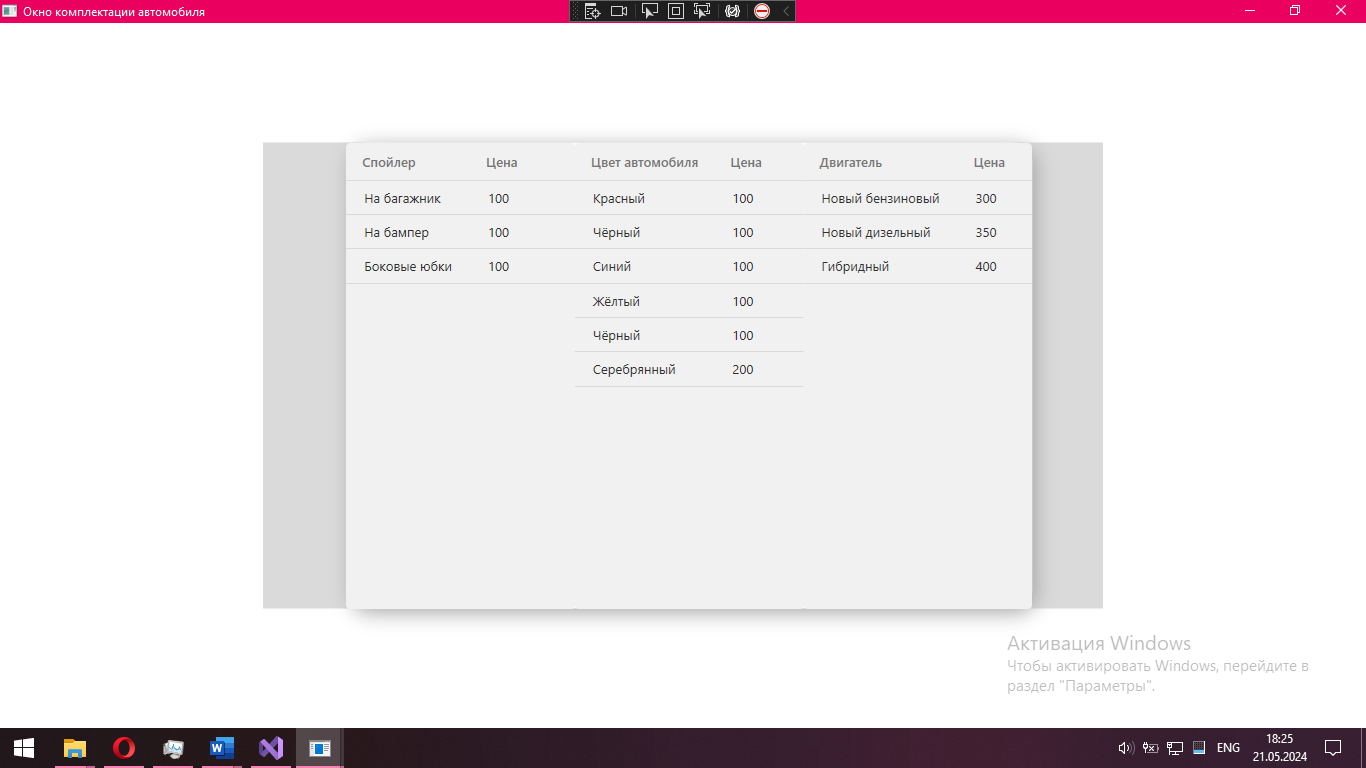 Окно комплектации автомобиля
Спойлер Цена Цвет автомобиля Цена Двигатель Цена
На багажник 100 Красный 100 Новый бензиновый 300
На бампер 100 Чёрный 100 Новый дизельный 350
Боковые юбки 100 Синий 100 Гибридный 400
Жёлтый 100
Чёрный 100
Серебрянный 200
Активация Windows
Чтобы активировать Windows, перейдите в
раздел "Параметры".
ENG
18:25
21.05.2024